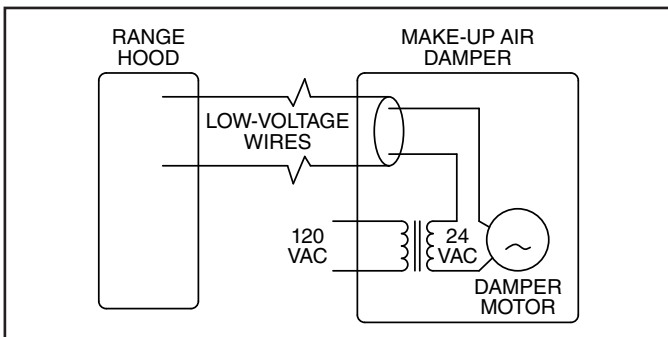 RANGE
HOOD
MAKE-UP AIR
DAMPER
LOW-VOLTAGE
WIRES
120
VAC
24
VAC
DAMPER
MOTOR